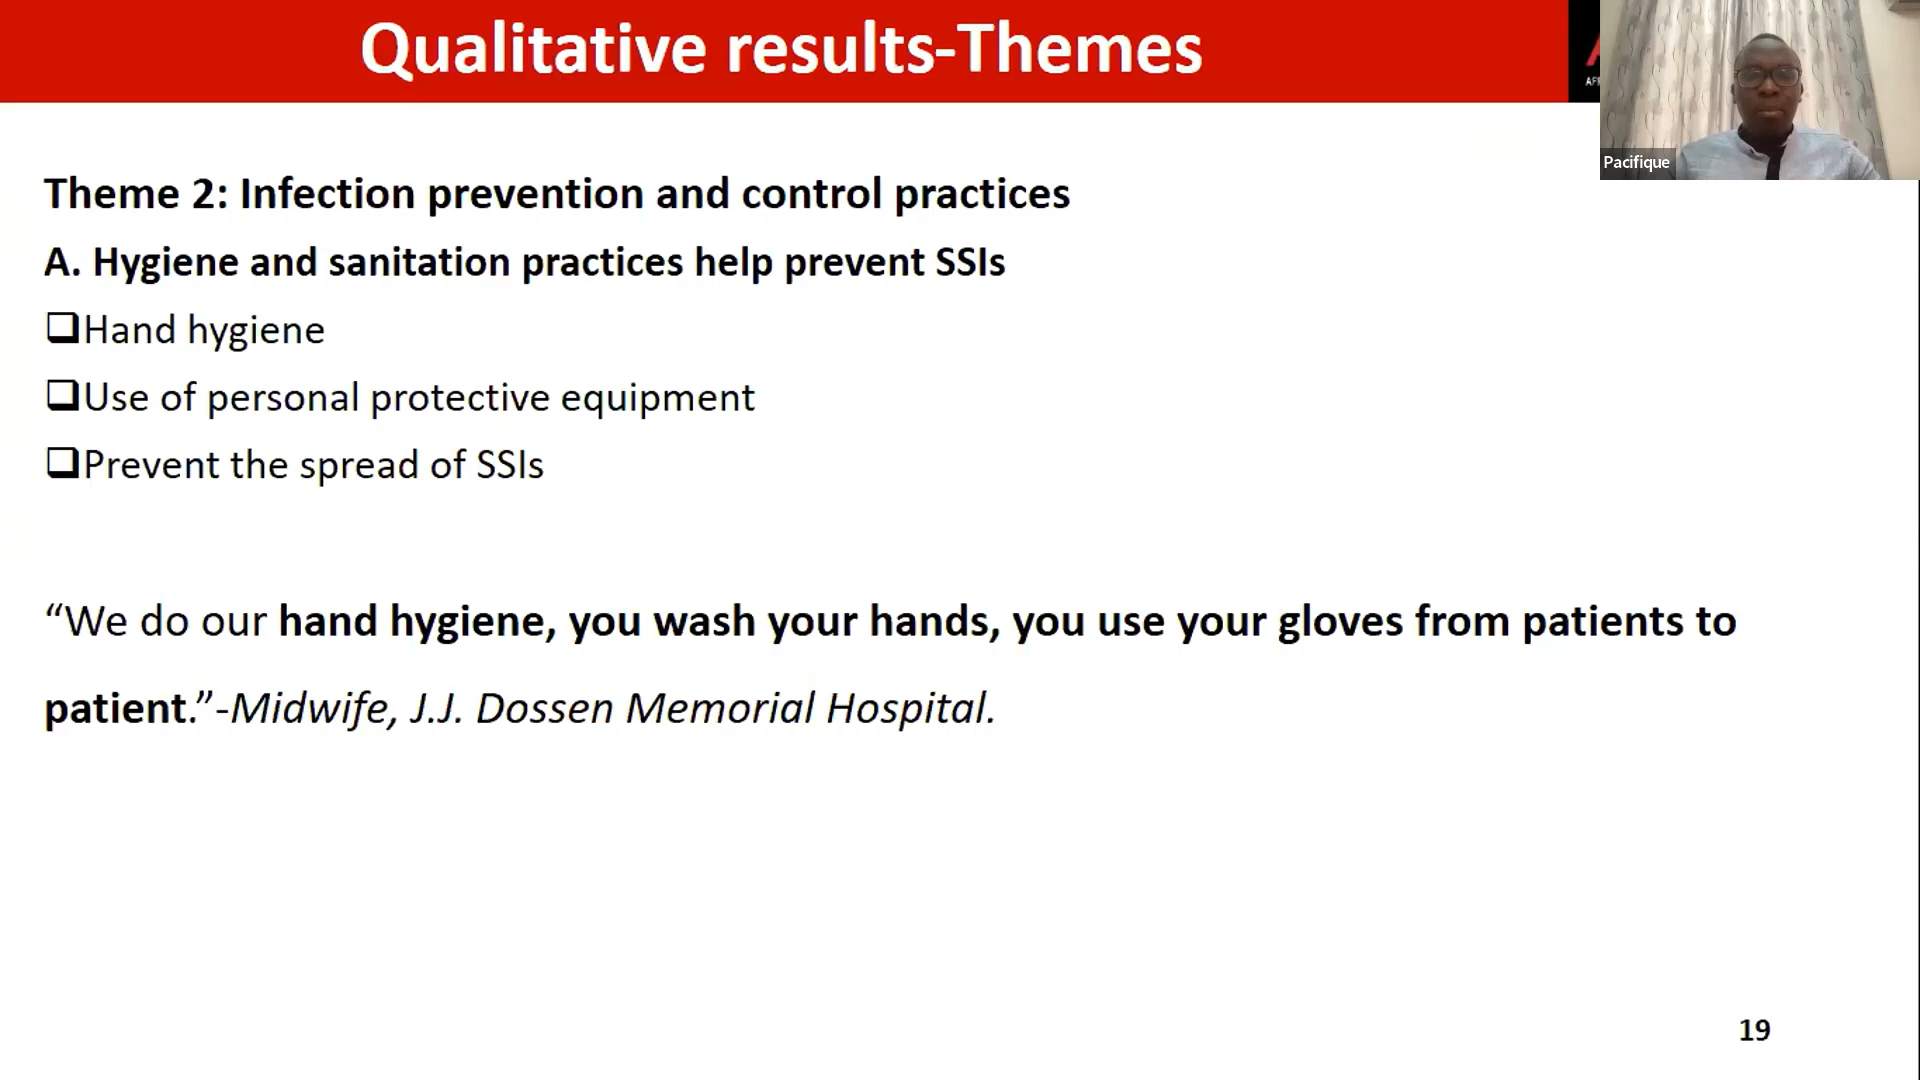 Qualitative results-Themes
Pacifique
Theme 2: Infection prevention and control practices
A. Hygiene and sanitation practices help prevent SSIs
❑Hand hygiene
❑Use of personal protective equipment
❑Prevent the spread of SSIs
“We do our hand hygiene, you wash your hands, you use your gloves from patients to
patient.”-Midwife, J.J. Dossen Memorial Hospital.
19